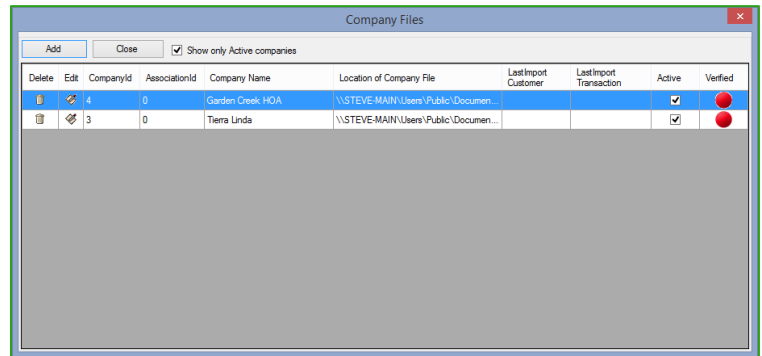 Company Files
Add Close Show only Active companies
Delete Edit CompanyId AssociationId Company Name Location of Company File LastImport Customer LastImport Transaction Active Verified
4 0 Garden Creek HOA \\STEVE-MAIN\Users\Public\Documen...
3 0 Tierra Linda \\STEVE-MAIN\Users\Public\Documen...